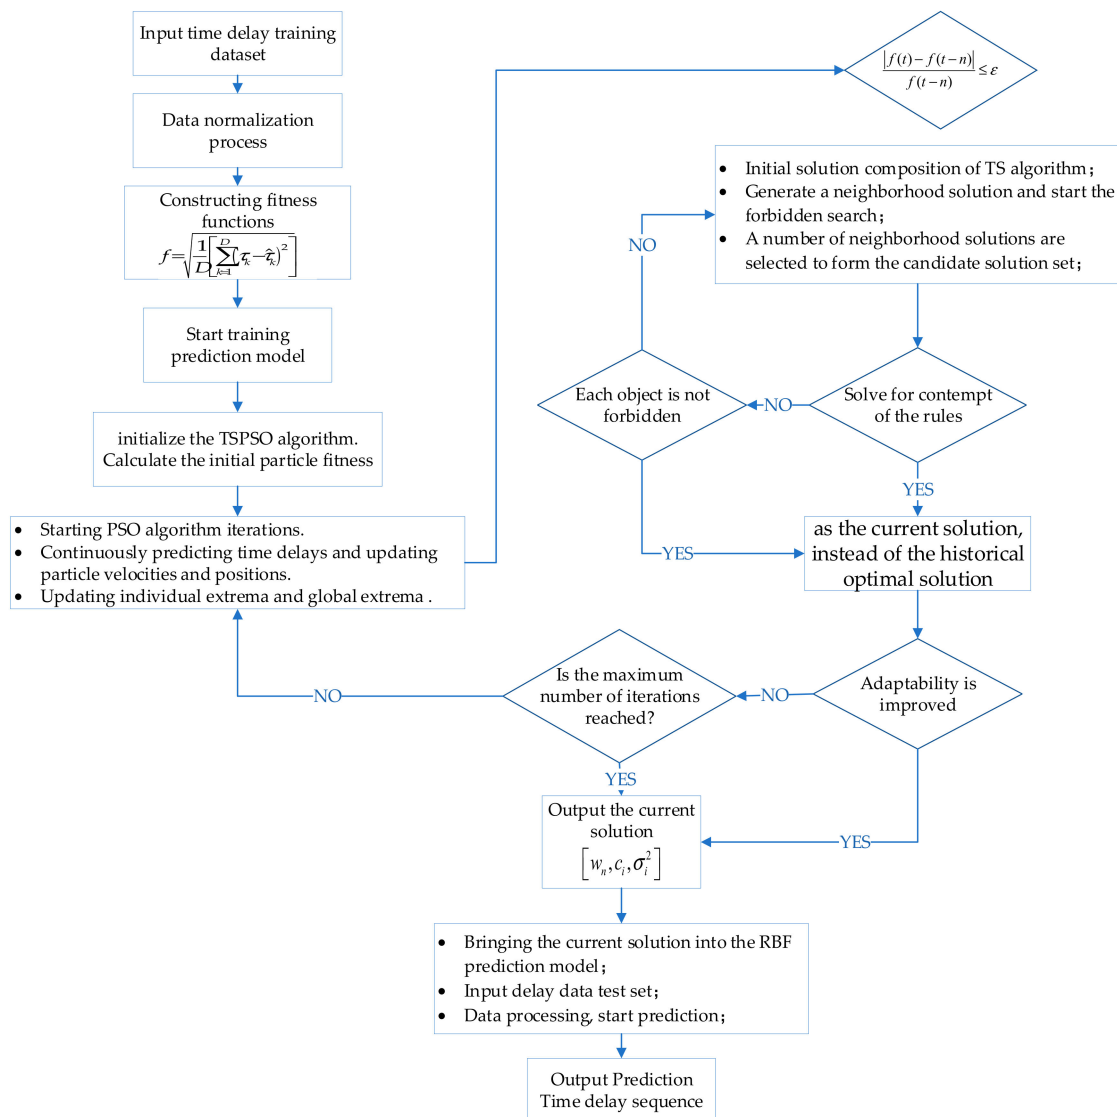 Input time delay training
dataset
Data normalization
process
Constructing fitness
functions
f=√(1/D[∑_{k=1}^{D}(τ_k−τ̂_k)^2])
Start training
prediction model
initialize the TSPSO algorithm.
Calculate the initial particle fitness
• Starting PSO algorithm iterations.
• Continuously predicting time delays and updating
particle velocities and positions.
• Updating individual extrema and global extrema .
|f(t)−f(t−n)|/f(t−n) ≤ ε
• Initial solution composition of TS algorithm；
• Generate a neighborhood solution and start the
forbidden search；
• A number of neighborhood solutions are
selected to form the candidate solution set；
NO
Each object is not
forbidden
NO
Solve for contempt
of the rules
YES
YES
as the current solution,
instead of the historical
optimal solution
Is the maximum
number of iterations
reached?
NO
NO
Adaptability is
improved
YES
YES
Output the current
solution
[w_n,c_i,σ_i^2]
• Bringing the current solution into the RBF
prediction model；
• Input delay data test set；
• Data processing, start prediction；
Output Prediction
Time delay sequence